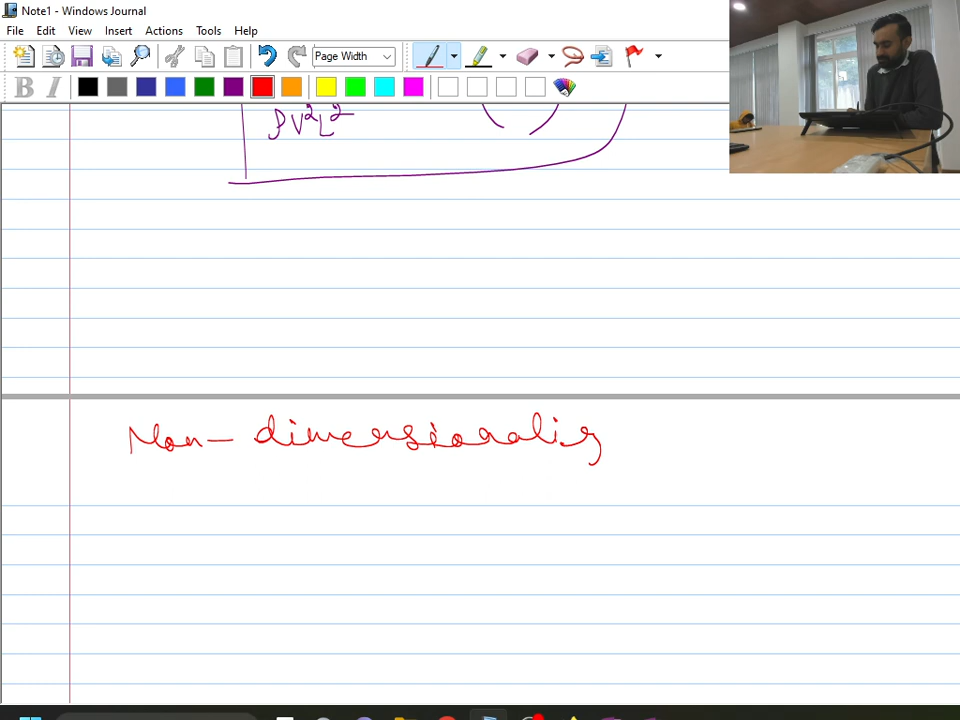 Note1 - Windows Journal
File Edit View Insert Actions Tools Help
Page Width
B I
ρV²L²
Non-dimensionaliz